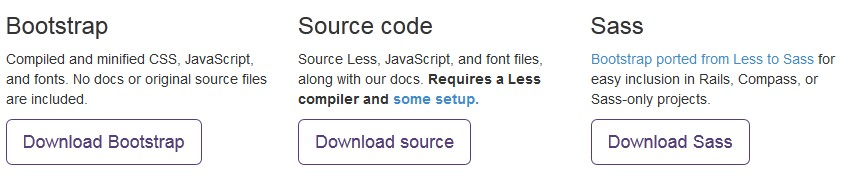 Bootstrap
Compiled and minified CSS, JavaScript,
and fonts. No docs or original source files
are included.
Download Bootstrap
Source code
Source Less, JavaScript, and font files,
along with our docs. Requires a Less
compiler and some setup.
Download source
Sass
Bootstrap ported from Less to Sass for
easy inclusion in Rails, Compass, or
Sass-only projects.
Download Sass